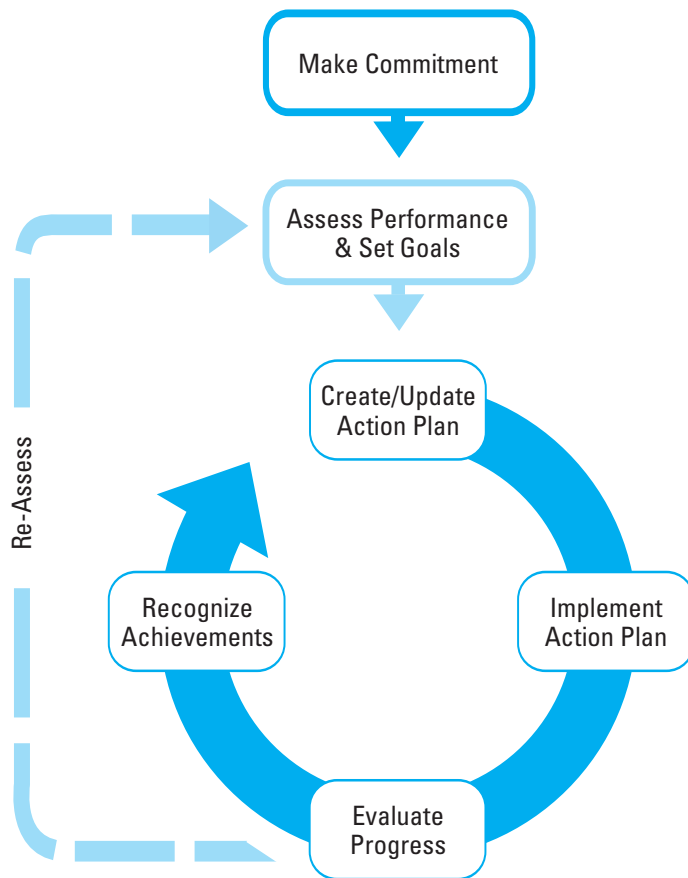 Make Commitment
Assess Performance
& Set Goals
Create/Update
Action Plan
Re-Assess
Recognize
Achievements
Implement
Action Plan
Evaluate
Progress